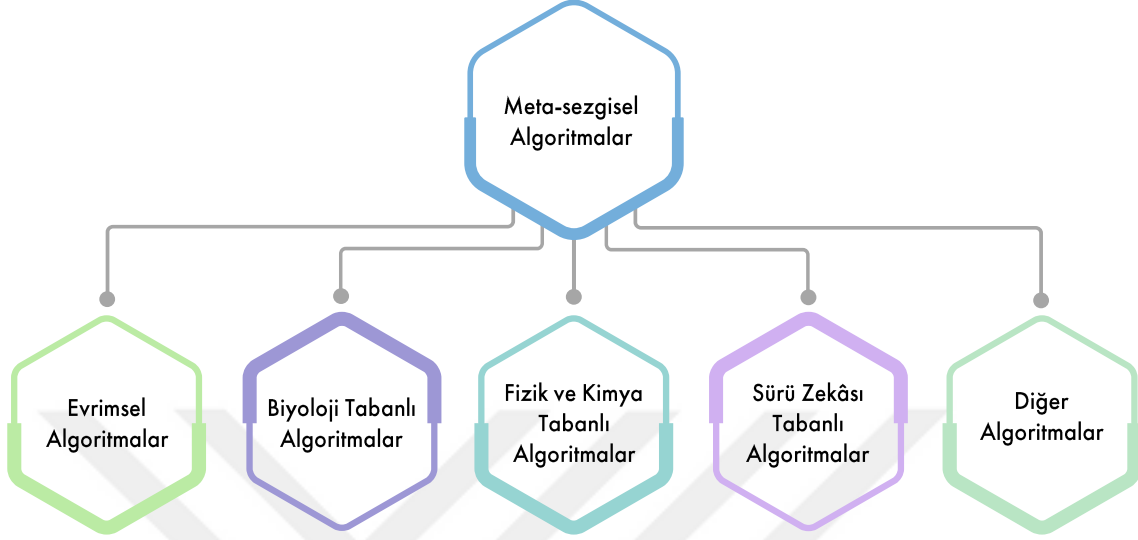 Meta-sezgisel
Algoritmalar
Evrimsel
Algoritmalar
Biyoloji Tabanlı
Algoritmalar
Fizik ve Kimya
Tabanlı
Algoritmalar
Sürü Zekâsı
Tabanlı
Algoritmalar
Diğer
Algoritmalar